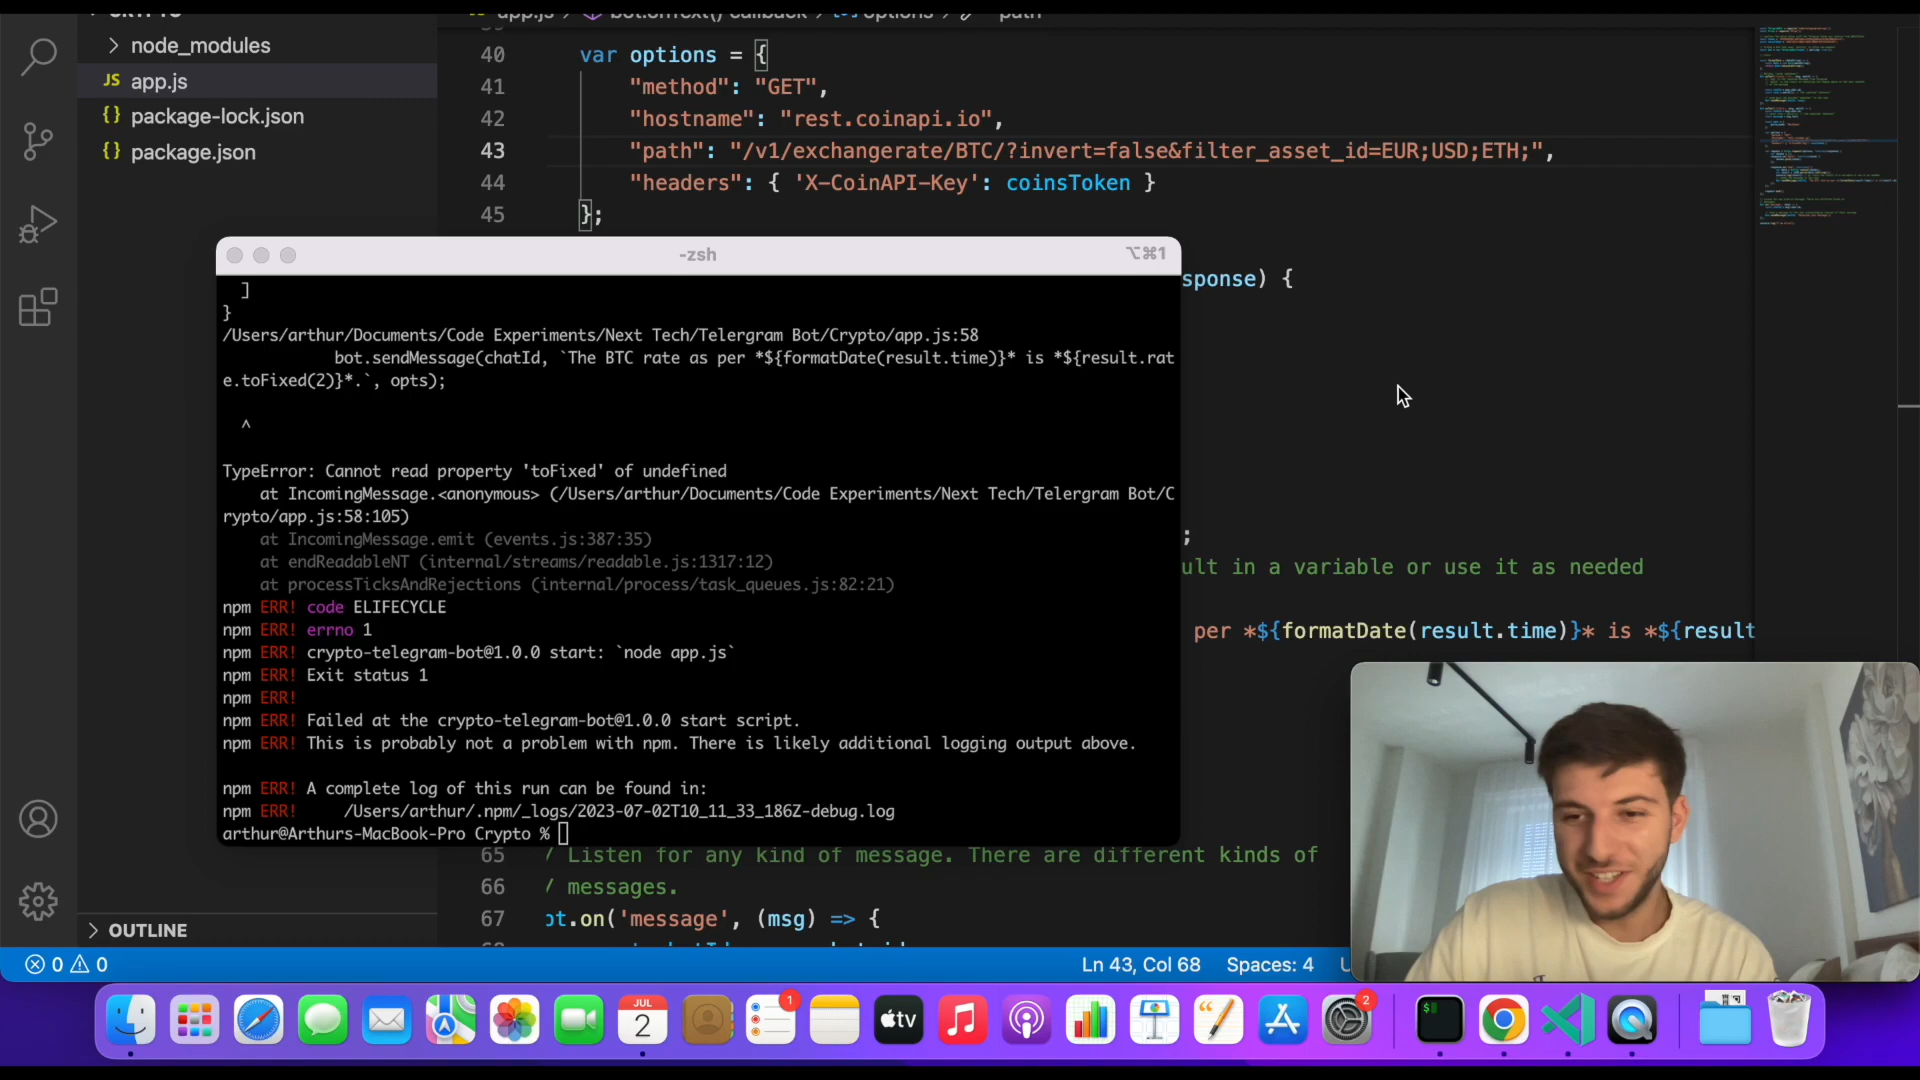 node_modules
JS app.js
{} package-lock.json
{} package.json
OUTLINE
40 var options = {
41 "method": "GET",
42 "hostname": "rest.coinapi.io",
43 "path": "/v1/exchangerate/BTC/?invert=false&filter_asset_id=EUR;USD;ETH;",
44 "headers": { 'X-CoinAPI-Key': coinsToken }
45 };
sponse) {
;
ult in a variable or use it as needed
per *${formatDate(result.time)}* is *${result
-zsh
⌥⌘1
]
}
/Users/arthur/Documents/Code Experiments/Next Tech/Telergram Bot/Crypto/app.js:58
bot.sendMessage(chatId, `The BTC rate as per *${formatDate(result.time)}* is *${result.rat
e.toFixed(2)}*.`, opts);
^
TypeError: Cannot read property 'toFixed' of undefined
at IncomingMessage.<anonymous> (/Users/arthur/Documents/Code Experiments/Next Tech/Telergram Bot/C
rypto/app.js:58:105)
at IncomingMessage.emit (events.js:387:35)
at endReadableNT (internal/streams/readable.js:1317:12)
at processTicksAndRejections (internal/process/task_queues.js:82:21)
npm ERR! code ELIFECYCLE
npm ERR! errno 1
npm ERR! crypto-telegram-bot@1.0.0 start: `node app.js`
npm ERR! Exit status 1
npm ERR!
npm ERR! Failed at the crypto-telegram-bot@1.0.0 start script.
npm ERR! This is probably not a problem with npm. There is likely additional logging output above.
npm ERR! A complete log of this run can be found in:
npm ERR! /Users/arthur/.npm/_logs/2023-07-02T10_11_33_186Z-debug.log
arthur@Arthurs-MacBook-Pro Crypto %
65 / Listen for any kind of message. There are different kinds of
66 / messages.
67 ot.on('message', (msg) => {
0 0
Ln 43, Col 68 Spaces: 4
JUL
2
1
tv
2